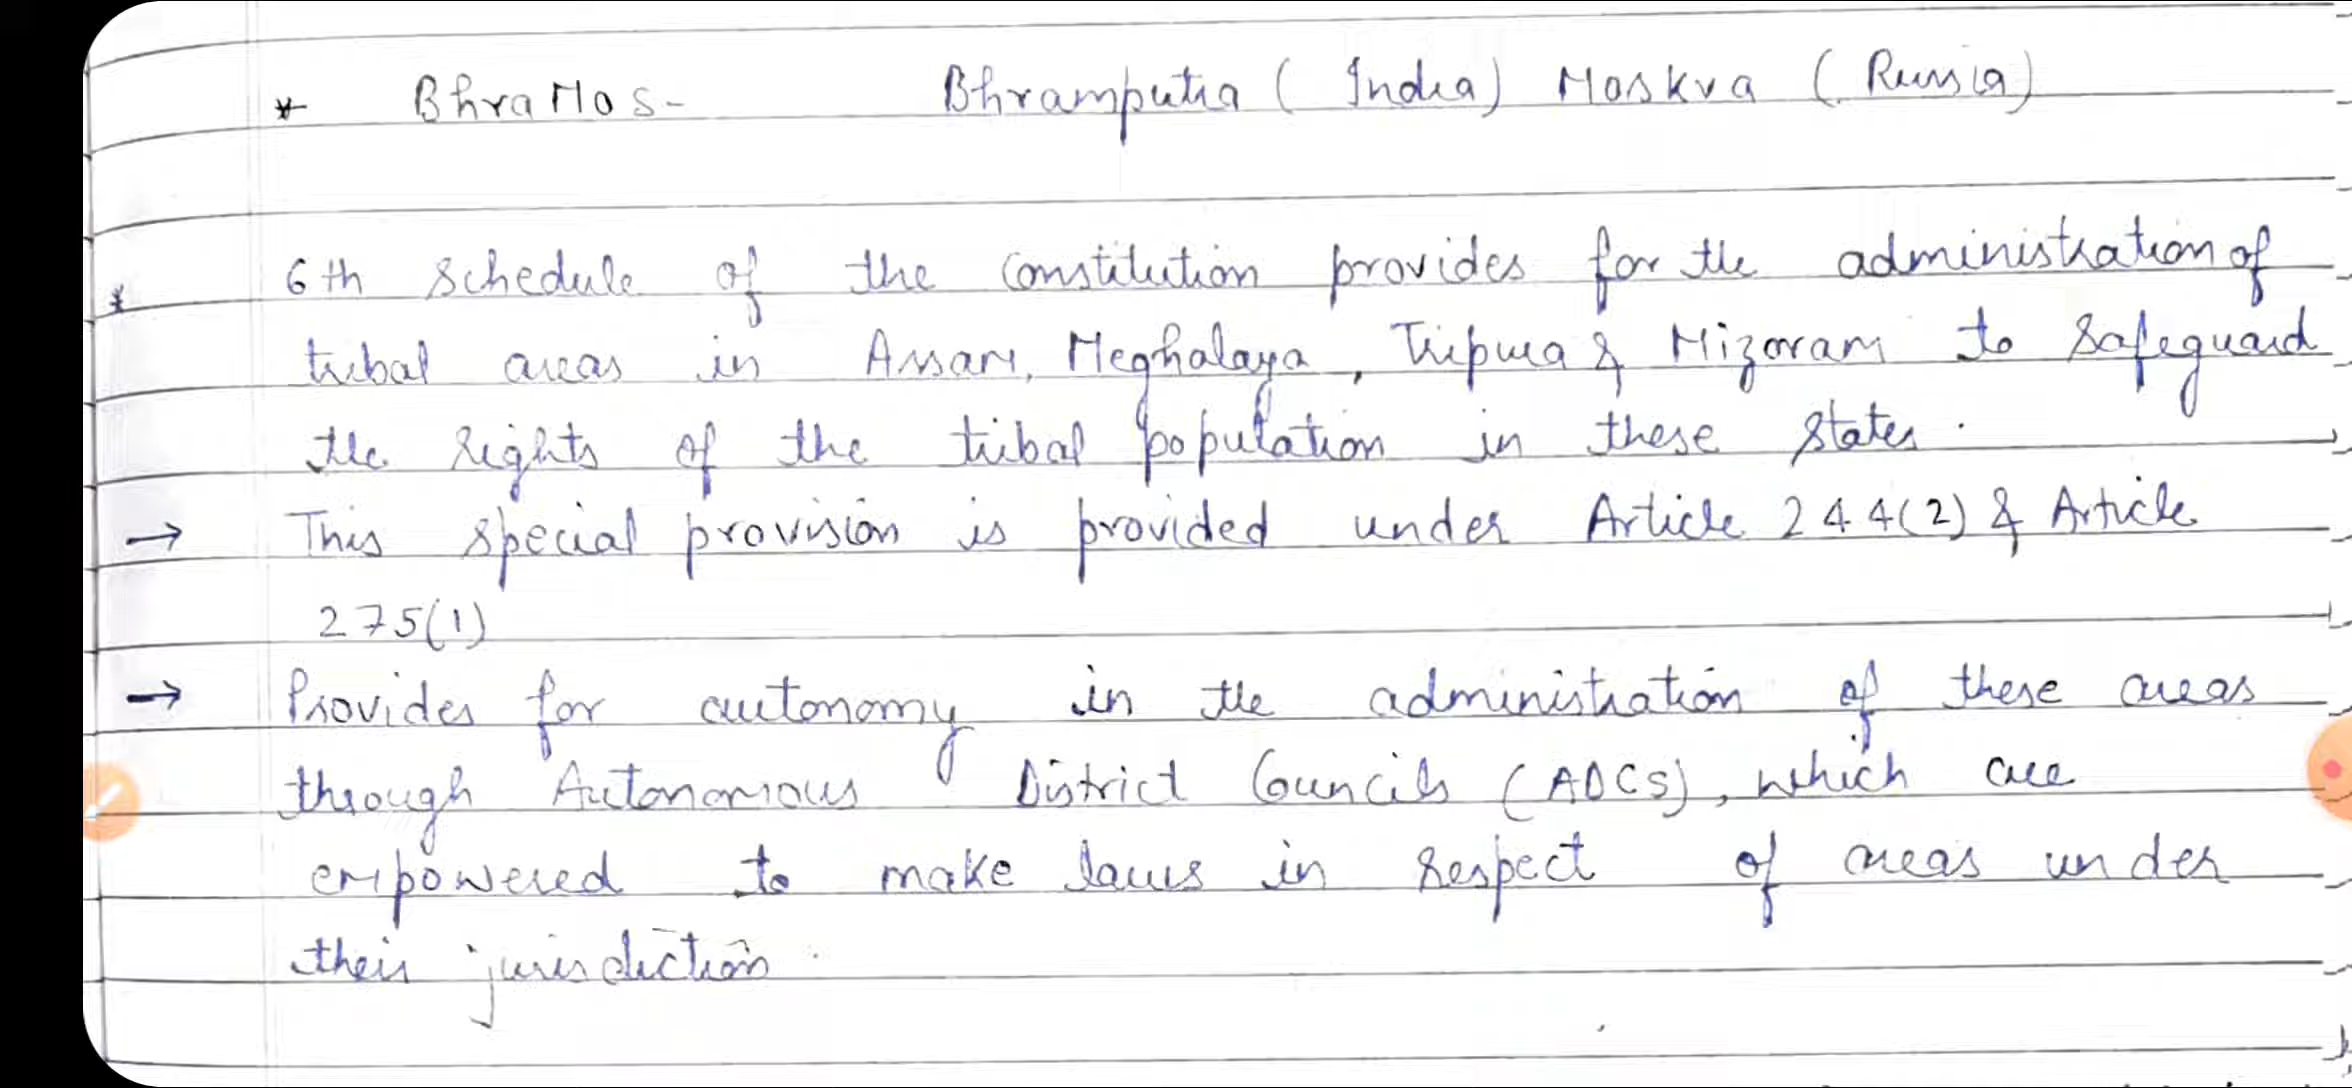 * BhraMos- Bhramputra (India) Moskva (Russia)
* 6th schedule of the constitution provides for the administration of
tribal areas in Assam, Meghalaya, Tripura & Mizoram to safeguard
the rights of the tribal population in these states.
→ This special provision is provided under Article 244(2) & Article
275(1)
→ Provides for autonomy in the administration of these areas
through Autonomous District Councils (ADCs), which are
empowered to make laws in respect of areas under
their jurisdiction.